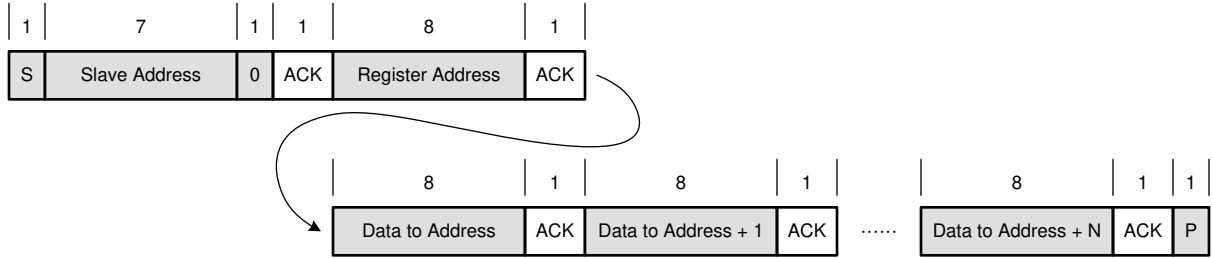 1 7 1 1 8 1
S Slave Address 0 ACK Register Address ACK
8 1 8 1 8 1 1
Data to Address ACK Data to Address + 1 ACK ...... Data to Address + N ACK P